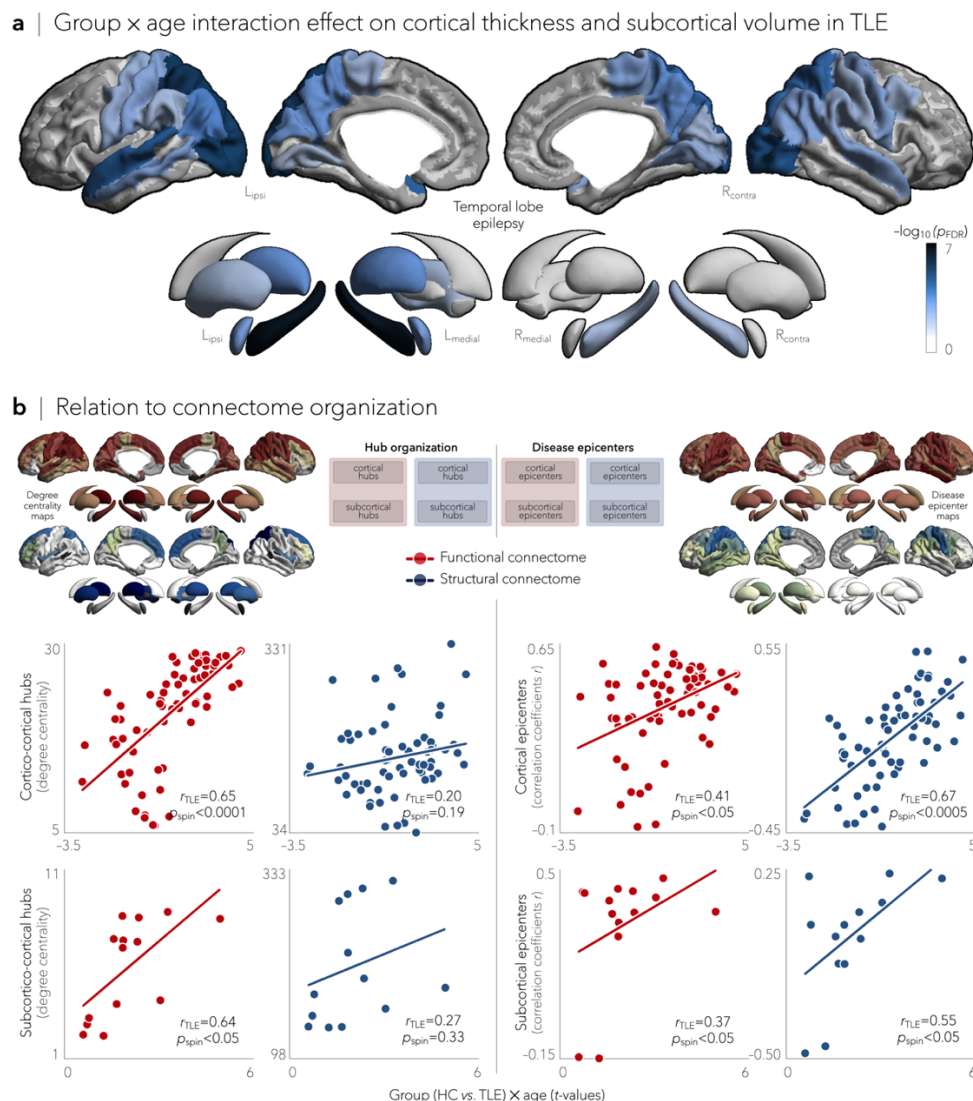 a | Group × age interaction effect on cortical thickness and subcortical volume in TLE
Lipsi
Rcontra
Temporal lobe
epilepsy
–log10 (pFDR)
7
0
Lipsi
Lmedial
Rmedial
Rcontra
b | Relation to connectome organization
Hub organization
Disease epicenters
cortical
hubs
cortical
hubs
cortical
epicenters
cortical
epicenters
subcortical
hubs
subcortical
hubs
subcortical
epicenters
subcortical
epicenters
Degree
centrality
maps
Disease
epicenter
maps
Functional connectome
Structural connectome
Cortico-cortical hubs
(degree centrality)
30
5
-3.5
5
rTLE=0.65
pspin<0.0001
331
34
-3.5
5
rTLE=0.20
pspin=0.19
Cortical epicenters
(correlation coefficients r)
0.65
-0.1
-3.5
5
rTLE=0.41
pspin<0.05
0.55
-0.45
-3.5
5
rTLE=0.67
pspin<0.0005
Subcortico-cortical hubs
(degree centrality)
11
1
0
6
rTLE=0.64
pspin<0.05
333
98
0
6
rTLE=0.27
pspin=0.33
Subcortical epicenters
(correlation coefficients r)
0.5
-0.15
0
6
rTLE=0.37
pspin<0.05
0.25
-0.50
0
6
rTLE=0.55
pspin<0.05
Group (HC vs. TLE) × age (t-values)